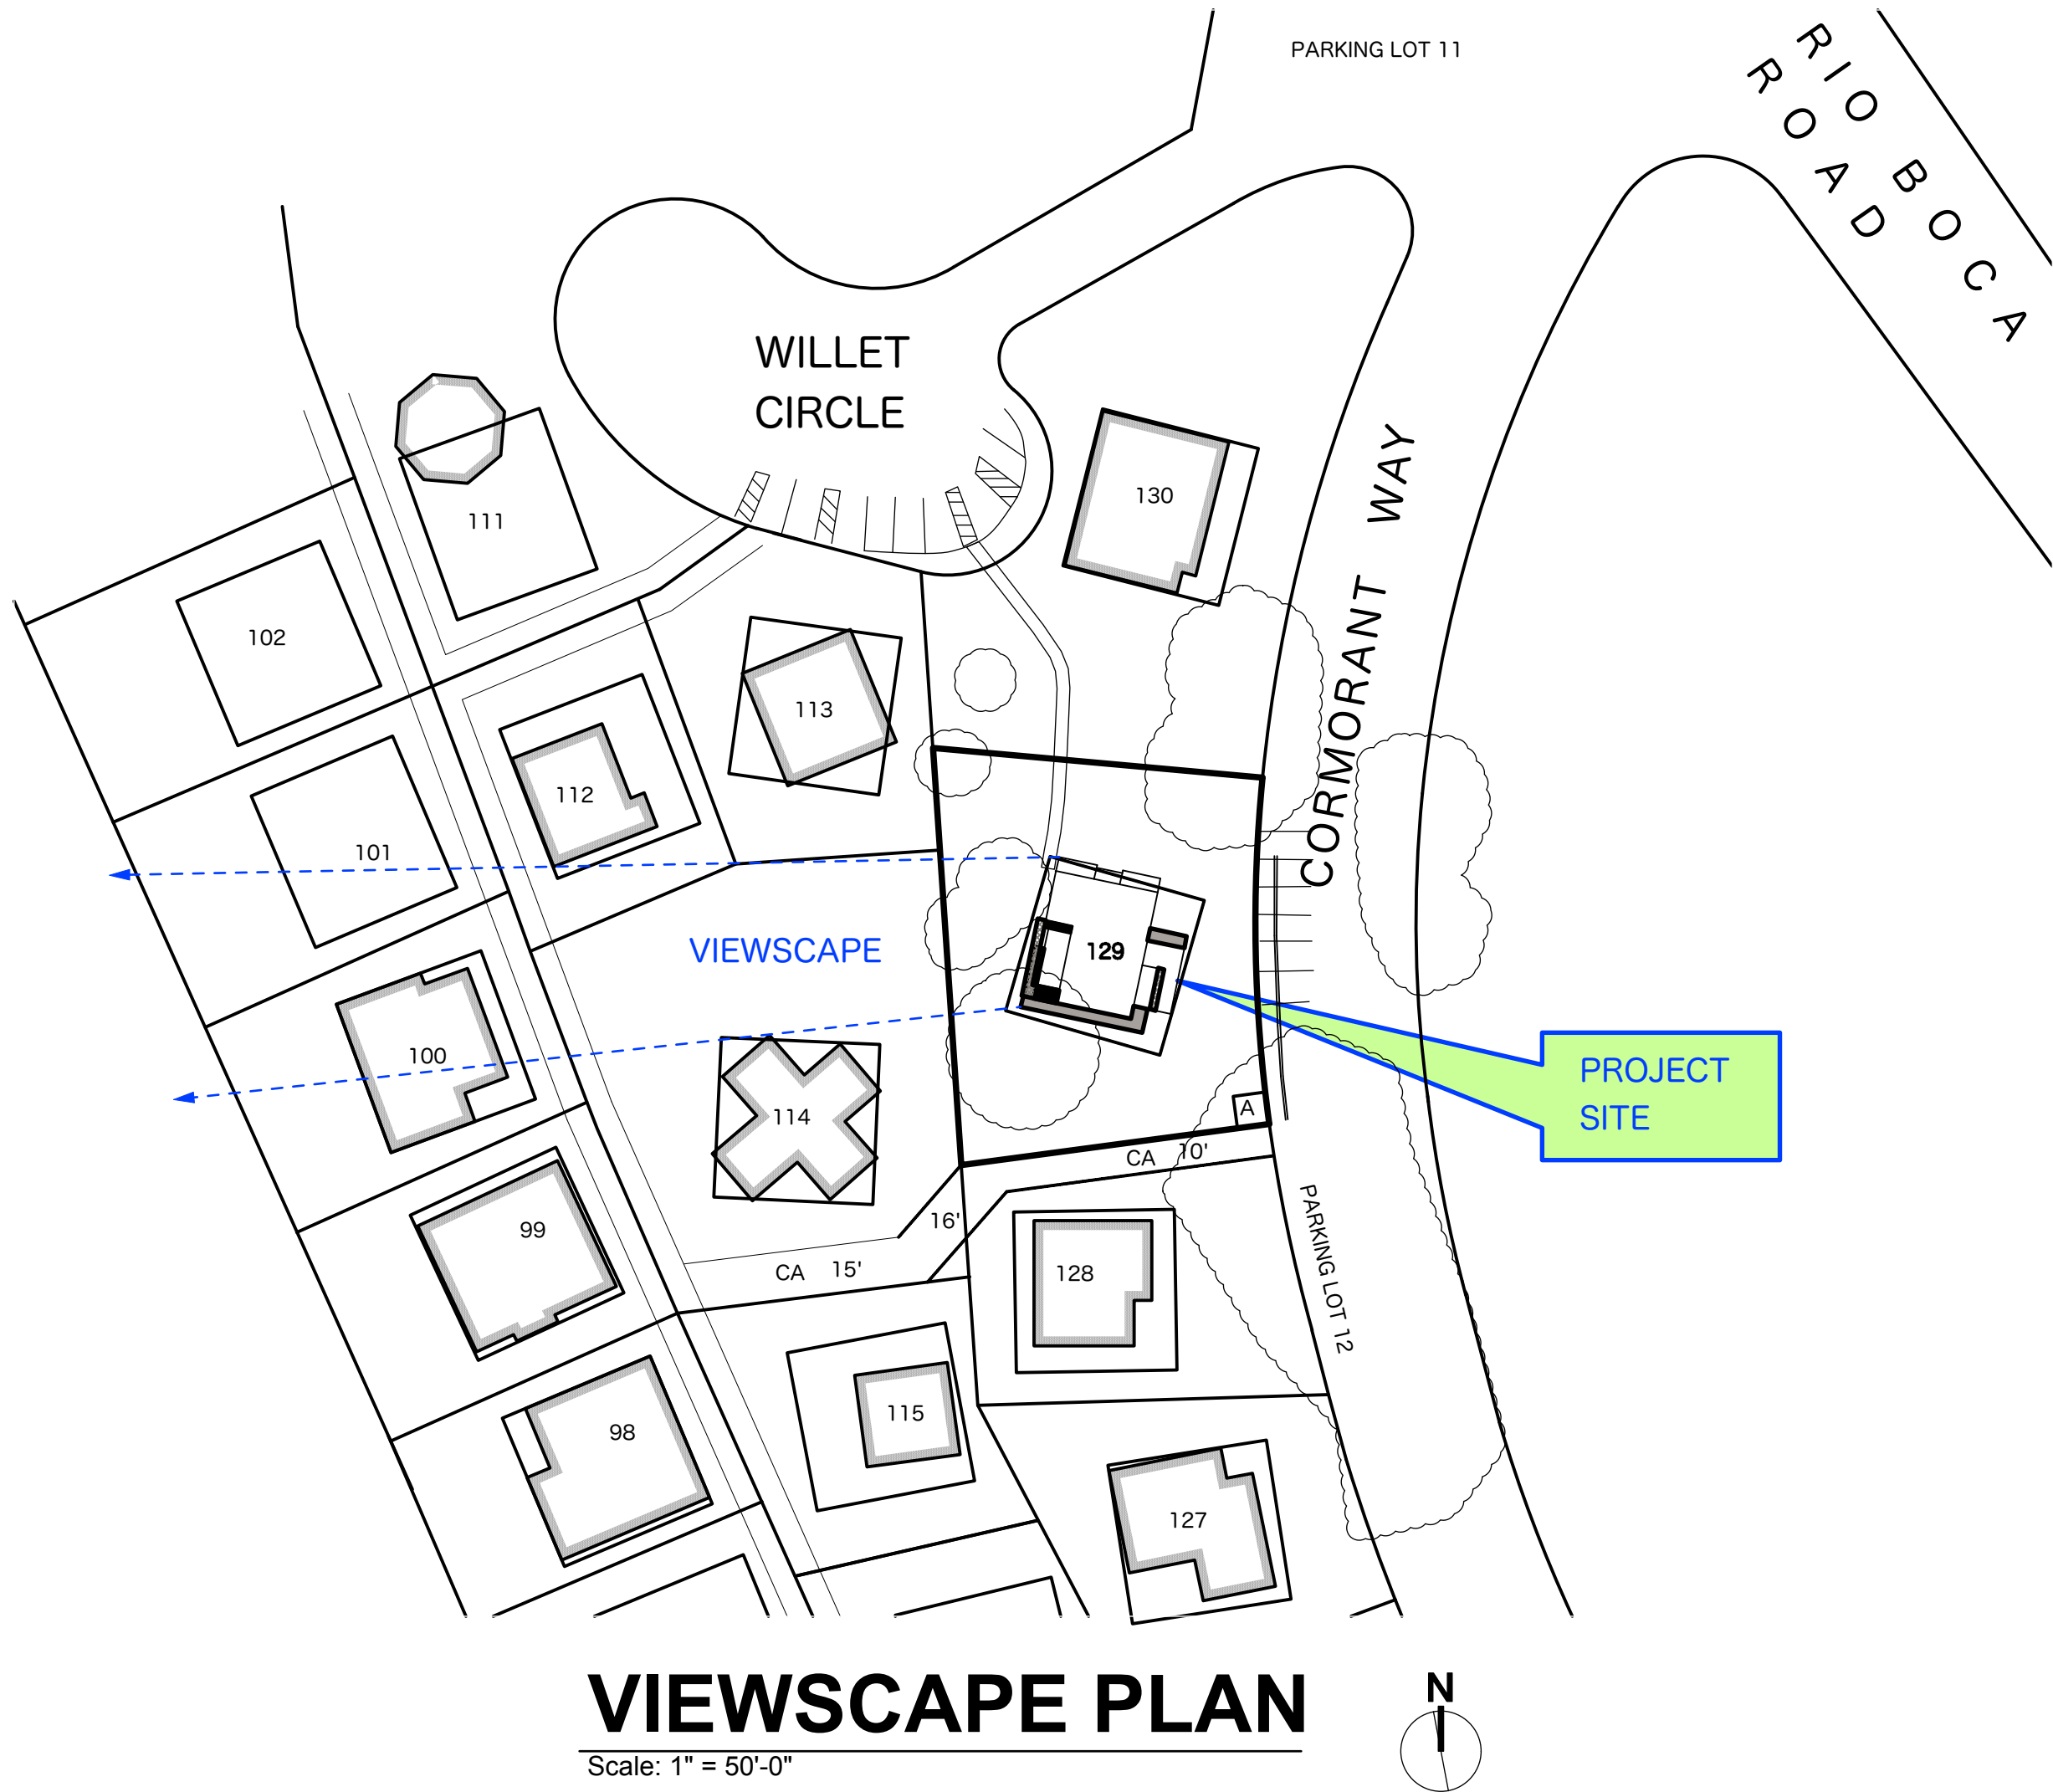 PARKING LOT 11
RIO BOCA
ROAD
WILLET
CIRCLE
CORMORANT WAY
130
111
102
113
112
101
VIEWSCAPE
129
100
PROJECT
SITE
114
A
CA 10'
16'
99
CA 15'
128
PARKING LOT 12
115
98
127
VIEWSCAPE PLAN
Scale: 1" = 50'-0"
N